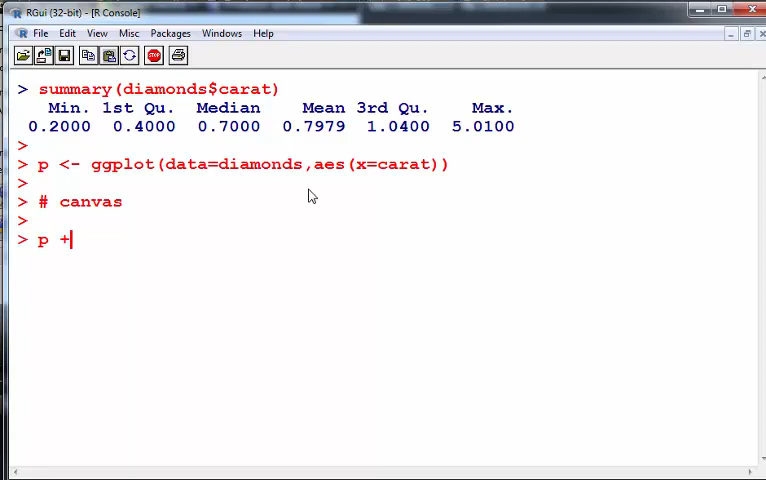 RGui (32-bit) - [R Console]
File Edit View Misc Packages Windows Help
> summary(diamonds$carat)
Min. 1st Qu. Median Mean 3rd Qu. Max.
0.2000 0.4000 0.7000 0.7979 1.0400 5.0100
>
> p <- ggplot(data=diamonds,aes(x=carat))
>
> # canvas
>
> p +